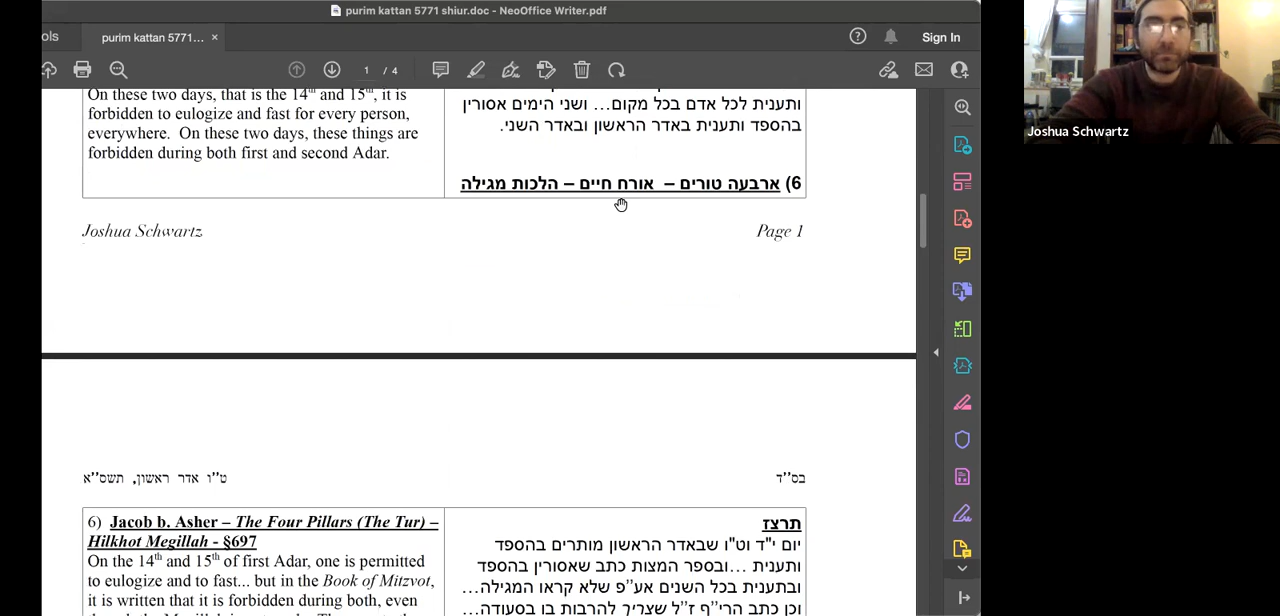 purim kattan 5771 shiur.doc - NeoOffice Writer.pdf
ols
purim kattan 5771... ×
Sign In
1 / 4
On these two days, that is the 14th and 15th, it is
forbidden to eulogize and fast for every person,
everywhere. On these two days, these things are
forbidden during both first and second Adar.
ותענית לכל אדם בכל מקום... ושני הימים אסורין
בהספד ותענית באדר הראשון ובאדר השני.
6) ארבעה טורים – אורח חיים – הלכות מגילה
Joshua Schwartz
Page 1
ט''ו אדר ראשון, תשס''א
בס''ד
6) Jacob b. Asher – The Four Pillars (The Tur) –
Hilkhot Megillah - §697
On the 14th and 15th of first Adar, one is permitted
to eulogize and to fast... but in the Book of Mitzvot,
it is written that it is forbidden during both, even
תרצז
יום י"ד וט"ו שבאדר הראשון מותרים בהספד
ותענית ...ובספר המצות כתב שאסורין בהספד
ובתענית בכל השנים אע''פ שלא קראו המגילה...
וכן כתב הרי''ף ז''ל שצריך להרבות בו בסעודה...
Joshua Schwartz